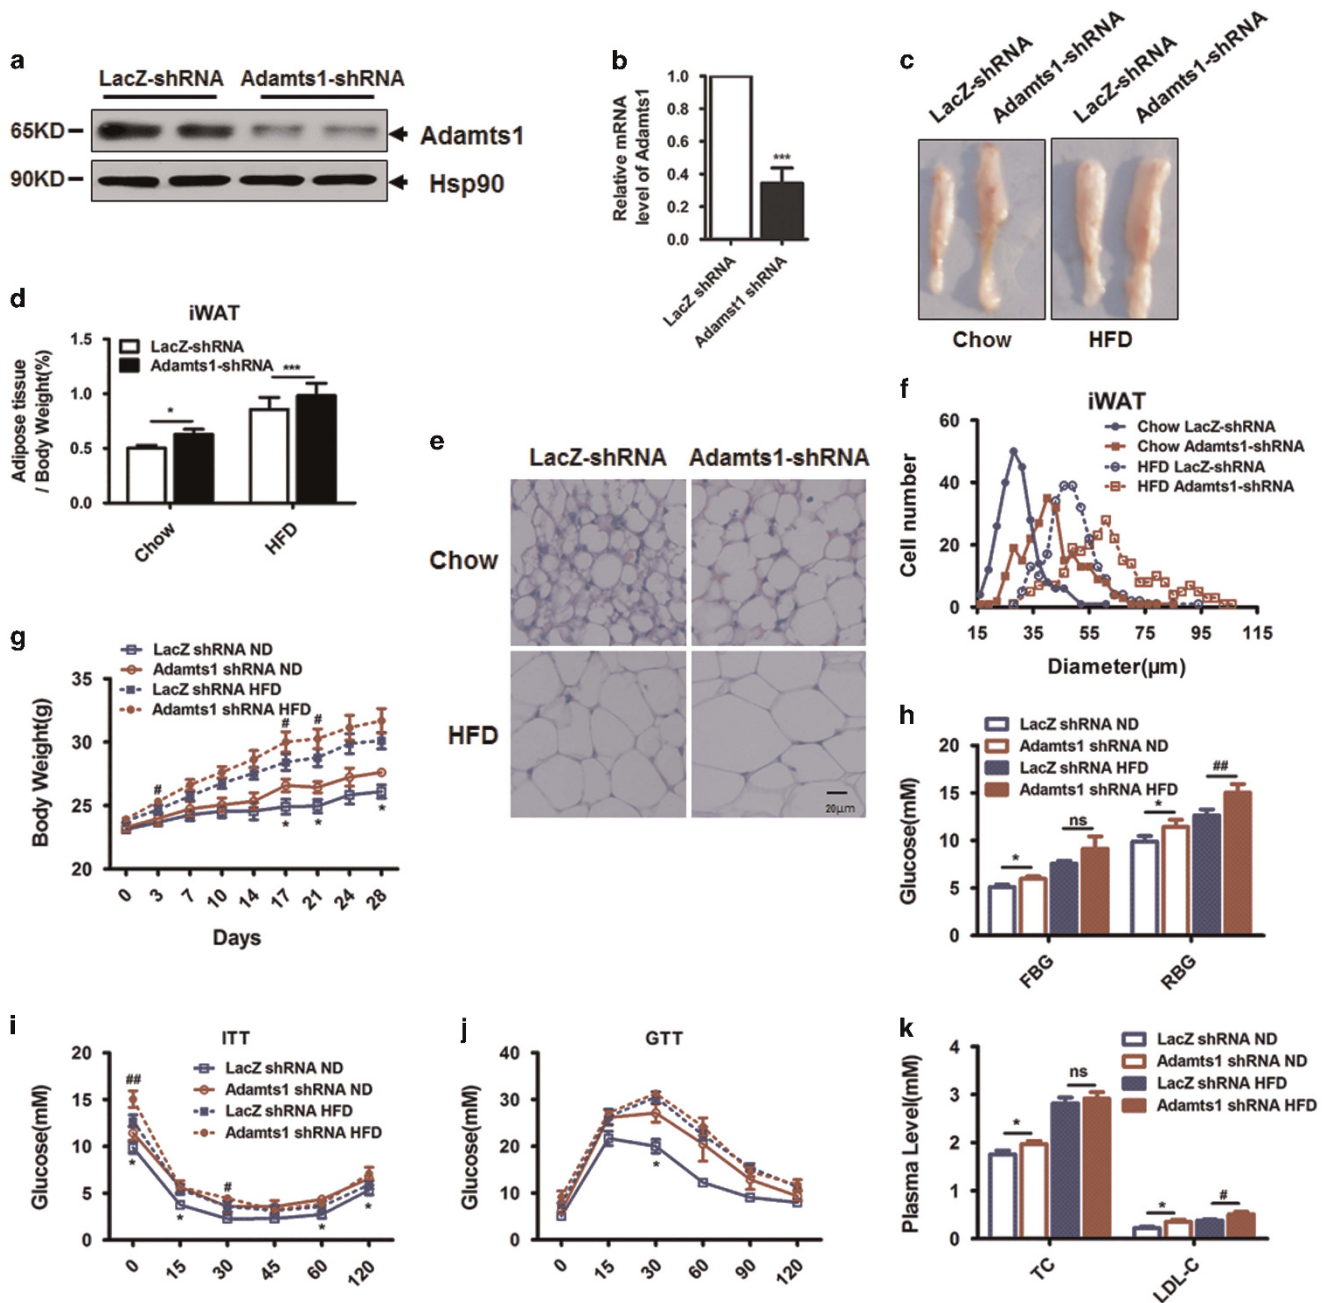 a
LacZ-shRNA Adamts1-shRNA
65KD
Adamts1
90KD
Hsp90
b
Relative mRNA
level of Adamts1
1.0
0.8
0.6
0.4
0.2
0.0
***
LacZ shRNA
Adamst1 shRNA
c
LacZ-shRNA
Adamts1-shRNA
LacZ-shRNA
Adamts1-shRNA
Chow HFD
d
iWAT
Adipose tissue
/ Body Weight(%)
1.5
1.0
0.5
0.0
LacZ-shRNA
Adamts1-shRNA
*
***
Chow
HFD
e
LacZ-shRNA Adamts1-shRNA
Chow
HFD
20µm
f
iWAT
Cell number
60
40
20
0
Chow LacZ-shRNA
Chow Adamts1-shRNA
HFD LacZ-shRNA
HFD Adamts1-shRNA
15 35 55 75 95 115
Diameter(µm)
g
LacZ shRNA ND
Adamts1 shRNA ND
LacZ shRNA HFD
Adamts1 shRNA HFD
Body Weight(g)
35
30
25
20
# # #
* * *
0 3 7 10 14 17 21 24 28
Days
h
LacZ shRNA ND
Adamts1 shRNA ND
LacZ shRNA HFD
Adamts1 shRNA HFD
Glucose(mM)
20
15
10
5
0
* ns * ##
FBG
RBG
i
ITT
Glucose(mM)
20
15
10
5
0
LacZ shRNA ND
Adamts1 shRNA ND
LacZ shRNA HFD
Adamts1 shRNA HFD
## #
* * * *
0 15 30 45 60 120
j
GTT
Glucose(mM)
40
30
20
10
0
*
0 15 30 60 90 120
k
Plasma Level(mM)
4
3
2
1
0
LacZ shRNA ND
Adamts1 shRNA ND
LacZ shRNA HFD
Adamts1 shRNA HFD
* ns * #
TC
LDL-C